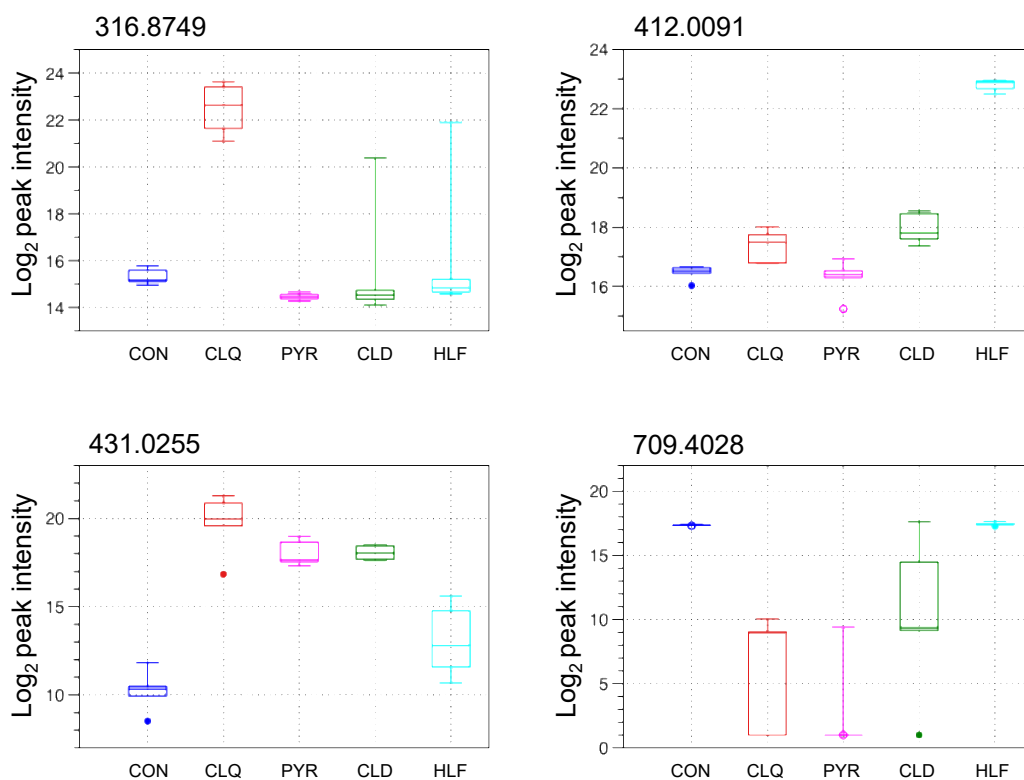 316.8749
Log2 peak intensity
24
22
20
18
16
14
CON CLQ PYR CLD HLF
412.0091
Log2 peak intensity
24
22
20
18
16
CON CLQ PYR CLD HLF
431.0255
Log2 peak intensity
20
15
10
CON CLQ PYR CLD HLF
709.4028
Log2 peak intensity
20
15
10
5
0
CON CLQ PYR CLD HLF